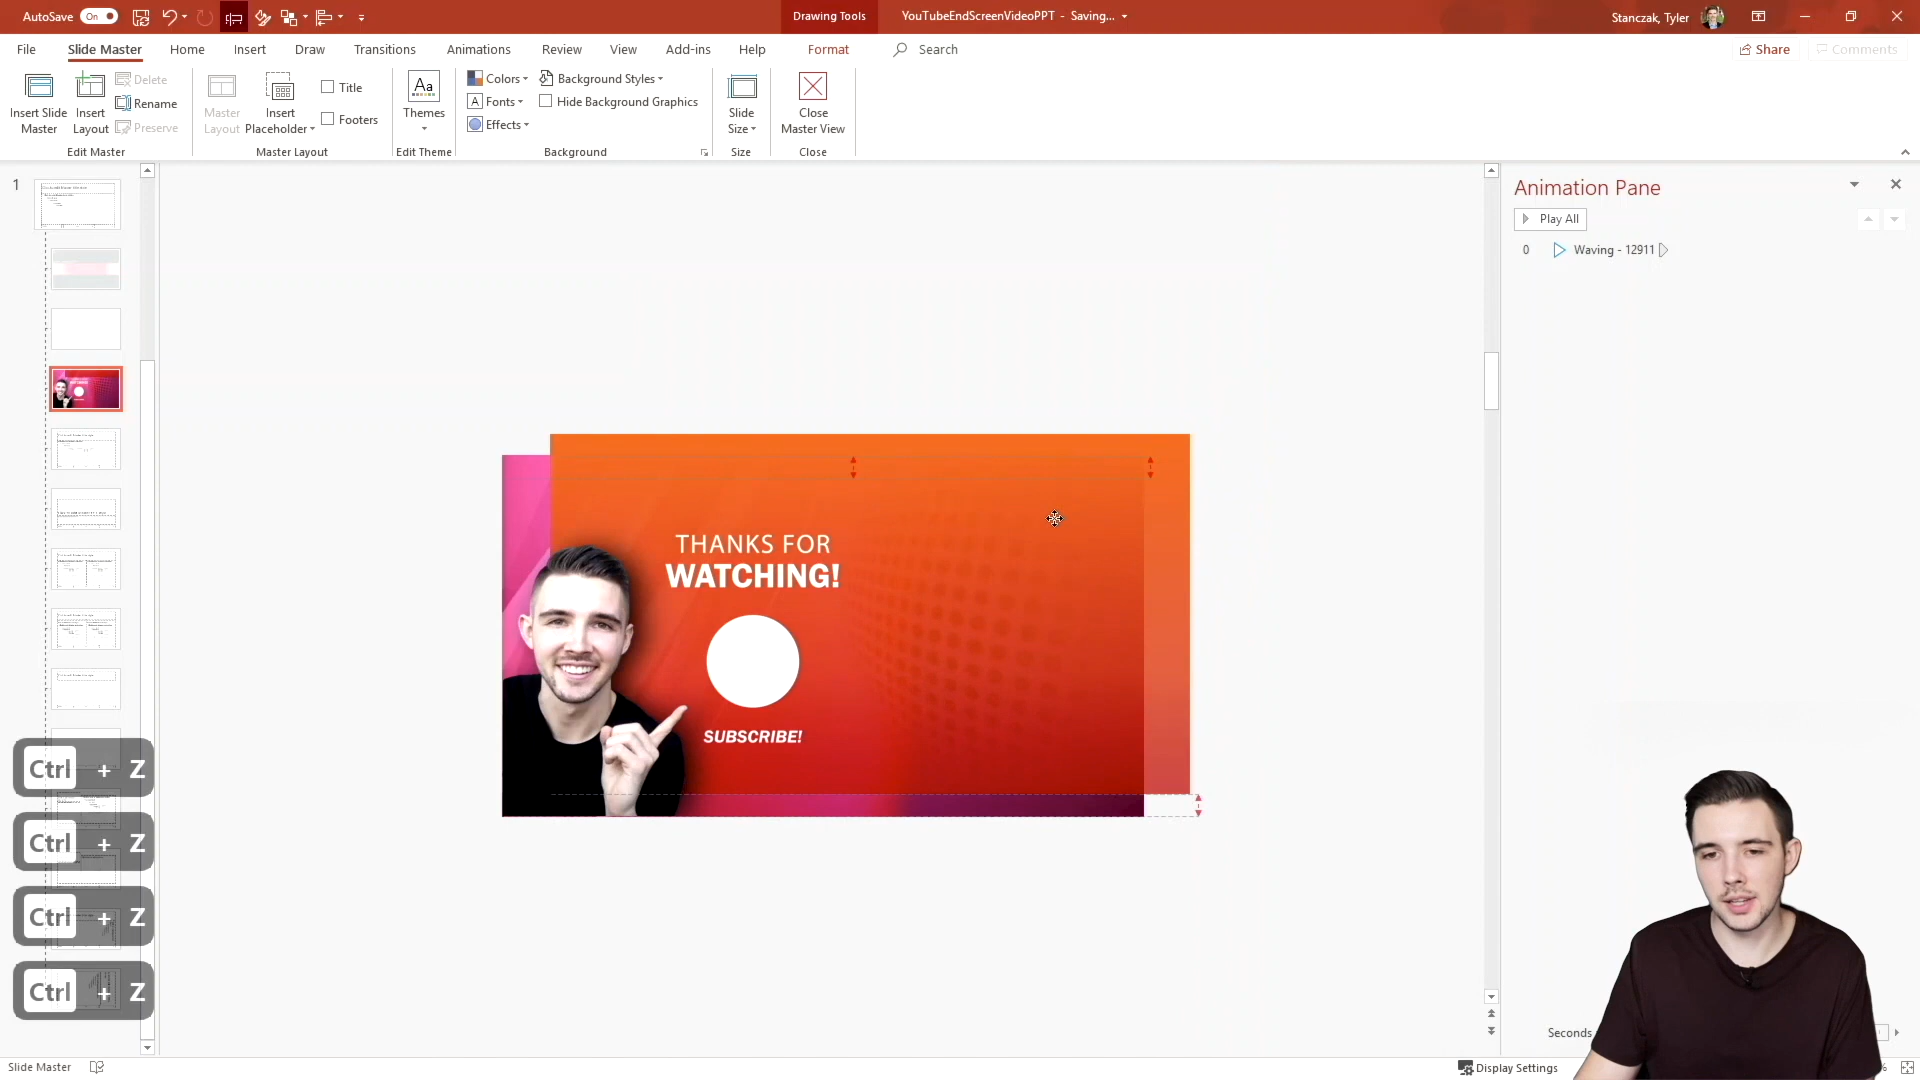 AutoSave On
Drawing Tools
YouTubeEndScreenVideoPPT - Saving...
Stanczak, Tyler
File Slide Master Home Insert Draw Transitions Animations Review View Add-ins Help Format Search
Share Comments
Insert Slide Master
Insert Layout
Delete
Rename
Preserve
Edit Master
Master Layout
Insert Placeholder
Title
Footers
Master Layout
Aa
Themes
Edit Theme
Colors
A Fonts
Effects
Background Styles
Hide Background Graphics
Background
Slide Size
Size
Close Master View
Close
1
Animation Pane
Play All
0 Waving - 12911
THANKS FOR
WATCHING!
SUBSCRIBE!
Ctrl + Z
Ctrl + Z
Ctrl + Z
Ctrl + Z
Seconds
Slide Master
Display Settings
%